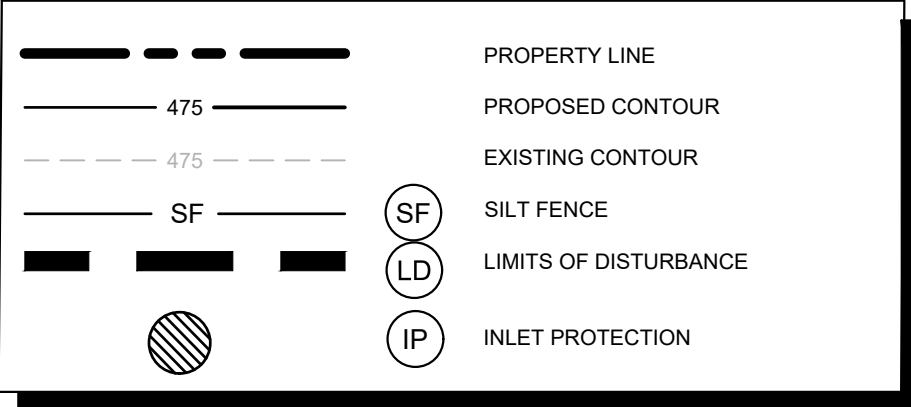 PROPERTY LINE
475 PROPOSED CONTOUR
475 EXISTING CONTOUR
SF SF SILT FENCE
LD LIMITS OF DISTURBANCE
IP INLET PROTECTION